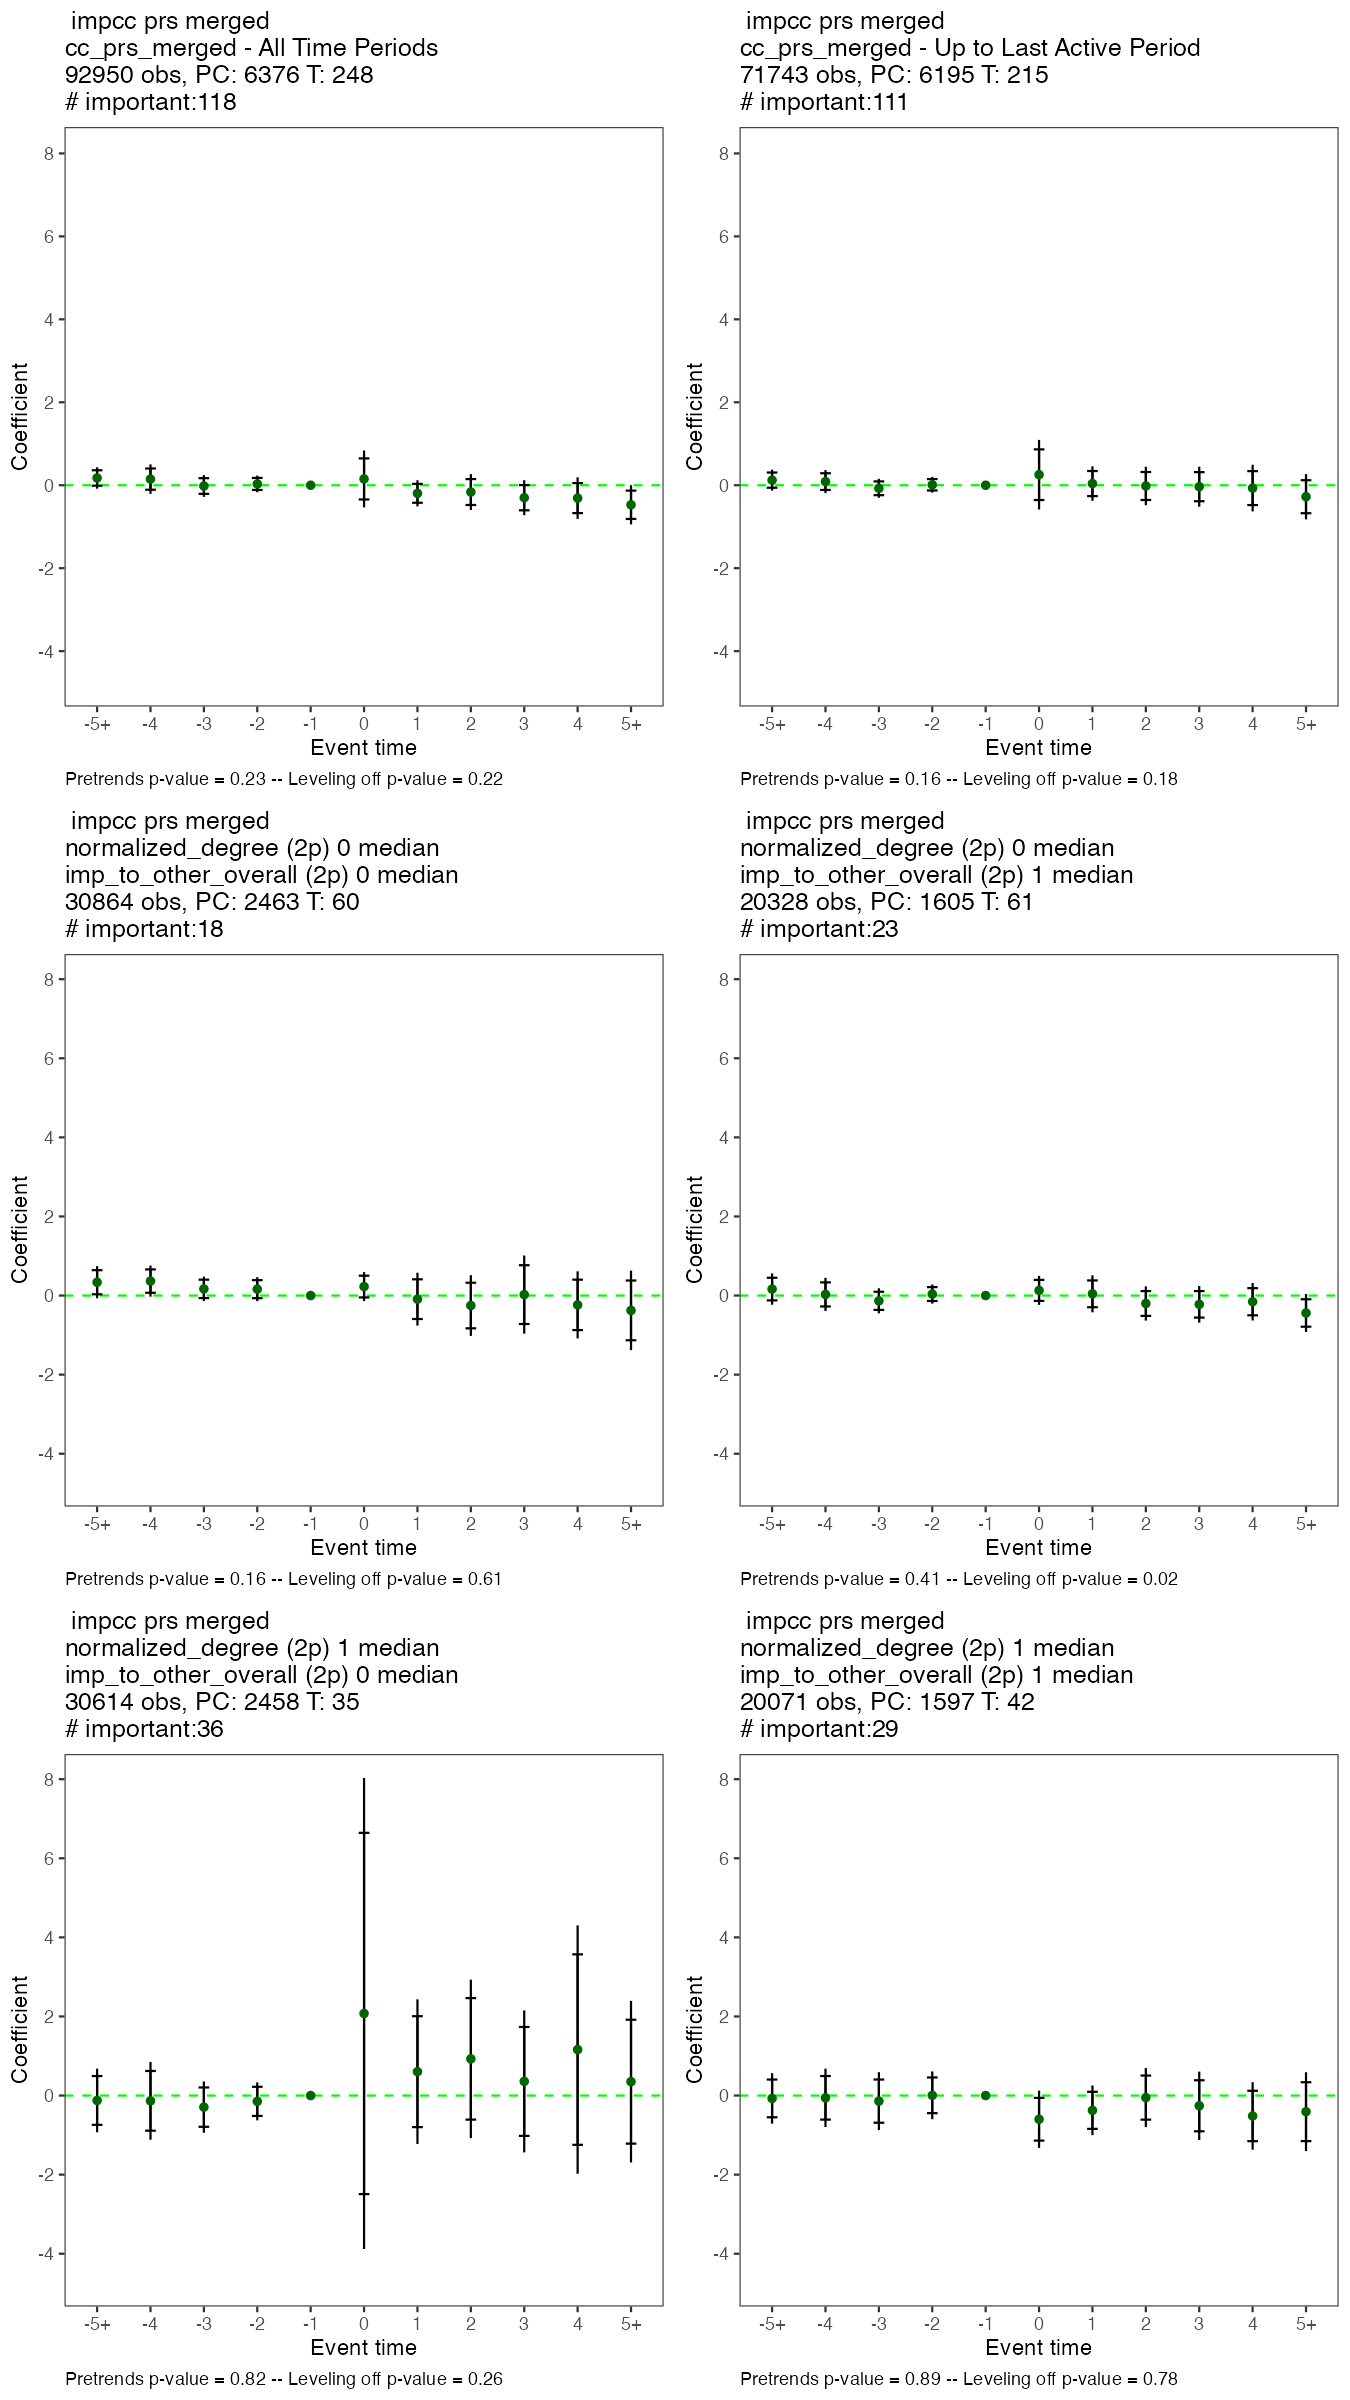 impcc prs merged
cc_prs_merged - All Time Periods
92950 obs, PC: 6376 T: 248
# important:118
8
6
4
2
0
-2
-4
Coefficient
-5+ -4 -3 -2 -1 0 1 2 3 4 5+
Event time
Pretrends p-value = 0.23 -- Leveling off p-value = 0.22
impcc prs merged
cc_prs_merged - Up to Last Active Period
71743 obs, PC: 6195 T: 215
# important:111
8
6
4
2
0
-2
-4
Coefficient
-5+ -4 -3 -2 -1 0 1 2 3 4 5+
Event time
Pretrends p-value = 0.16 -- Leveling off p-value = 0.18
impcc prs merged
normalized_degree (2p) 0 median
imp_to_other_overall (2p) 0 median
30864 obs, PC: 2463 T: 60
# important:18
8
6
4
2
0
-2
-4
Coefficient
-5+ -4 -3 -2 -1 0 1 2 3 4 5+
Event time
Pretrends p-value = 0.16 -- Leveling off p-value = 0.61
impcc prs merged
normalized_degree (2p) 0 median
imp_to_other_overall (2p) 1 median
20328 obs, PC: 1605 T: 61
# important:23
8
6
4
2
0
-2
-4
Coefficient
-5+ -4 -3 -2 -1 0 1 2 3 4 5+
Event time
Pretrends p-value = 0.41 -- Leveling off p-value = 0.02
impcc prs merged
normalized_degree (2p) 1 median
imp_to_other_overall (2p) 0 median
30614 obs, PC: 2458 T: 35
# important:36
8
6
4
2
0
-2
-4
Coefficient
-5+ -4 -3 -2 -1 0 1 2 3 4 5+
Event time
Pretrends p-value = 0.82 -- Leveling off p-value = 0.26
impcc prs merged
normalized_degree (2p) 1 median
imp_to_other_overall (2p) 1 median
20071 obs, PC: 1597 T: 42
# important:29
8
6
4
2
0
-2
-4
Coefficient
-5+ -4 -3 -2 -1 0 1 2 3 4 5+
Event time
Pretrends p-value = 0.89 -- Leveling off p-value = 0.78